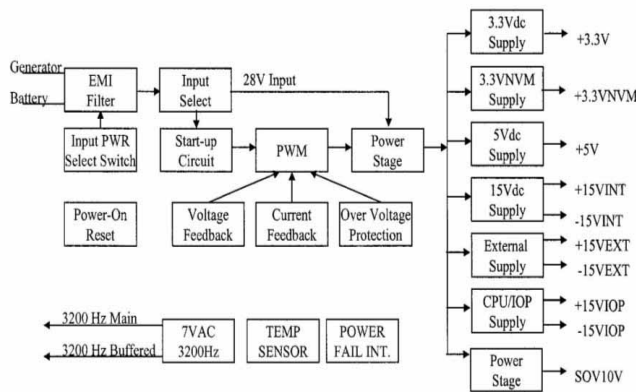 Generator
Battery
EMI
Filter
Input
Select
28V Input
Input PWR
Select Switch
Start-up
Circuit
PWM
Power
Stage
Power-On
Reset
Voltage
Feedback
Current
Feedback
Over Voltage
Protection
3200 Hz Main
3200 Hz Buffered
7VAC
3200Hz
TEMP
SENSOR
POWER
FAIL INT.
3.3Vdc
Supply
+3.3V
3.3VNVM
Supply
+3.3VNVM
5Vdc
Supply
+5V
15Vdc
Supply
+15VINT
-15VINT
External
Supply
+15VEXT
-15VEXT
CPU/IOP
Supply
+15VIOP
-15VIOP
Power
Stage
SOV10V